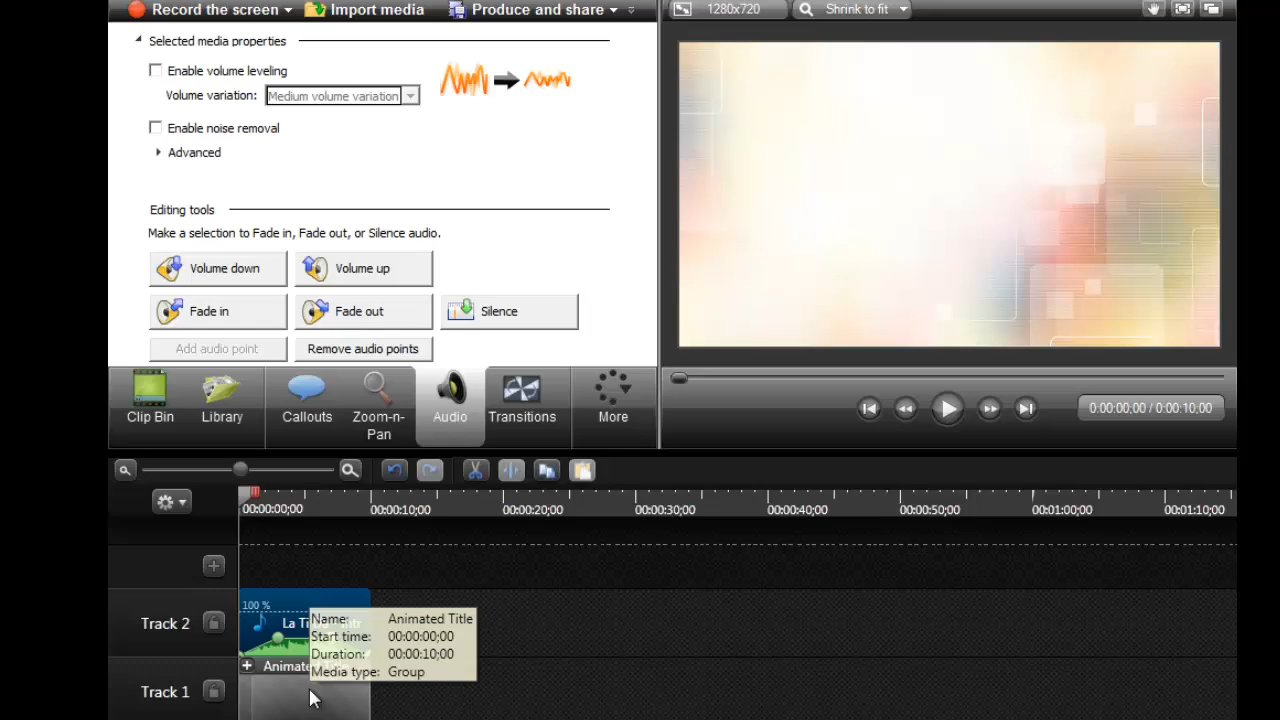 Record the screen Import media Produce and share
1280x720 Shrink to fit
Selected media properties
Enable volume leveling
Volume variation: Medium volume variation
Enable noise removal
Advanced
Editing tools
Make a selection to Fade in, Fade out, or Silence audio.
Volume down Volume up
Fade in Fade out Silence
Add audio point Remove audio points
Clip Bin Library Callouts Zoom-n-Pan Audio Transitions More
0:00:00;00 / 0:00:10;00
00:00:00;00 00:00:10;00 00:00:20;00 00:00:30;00 00:00:40;00 00:00:50;00 00:01:00;00 00:01:10;00
100 %
Track 2
La Ti
Name: Animated Title
Start time: 00:00:00;00
Duration: 00:00:10;00
Media type: Group
Track 1